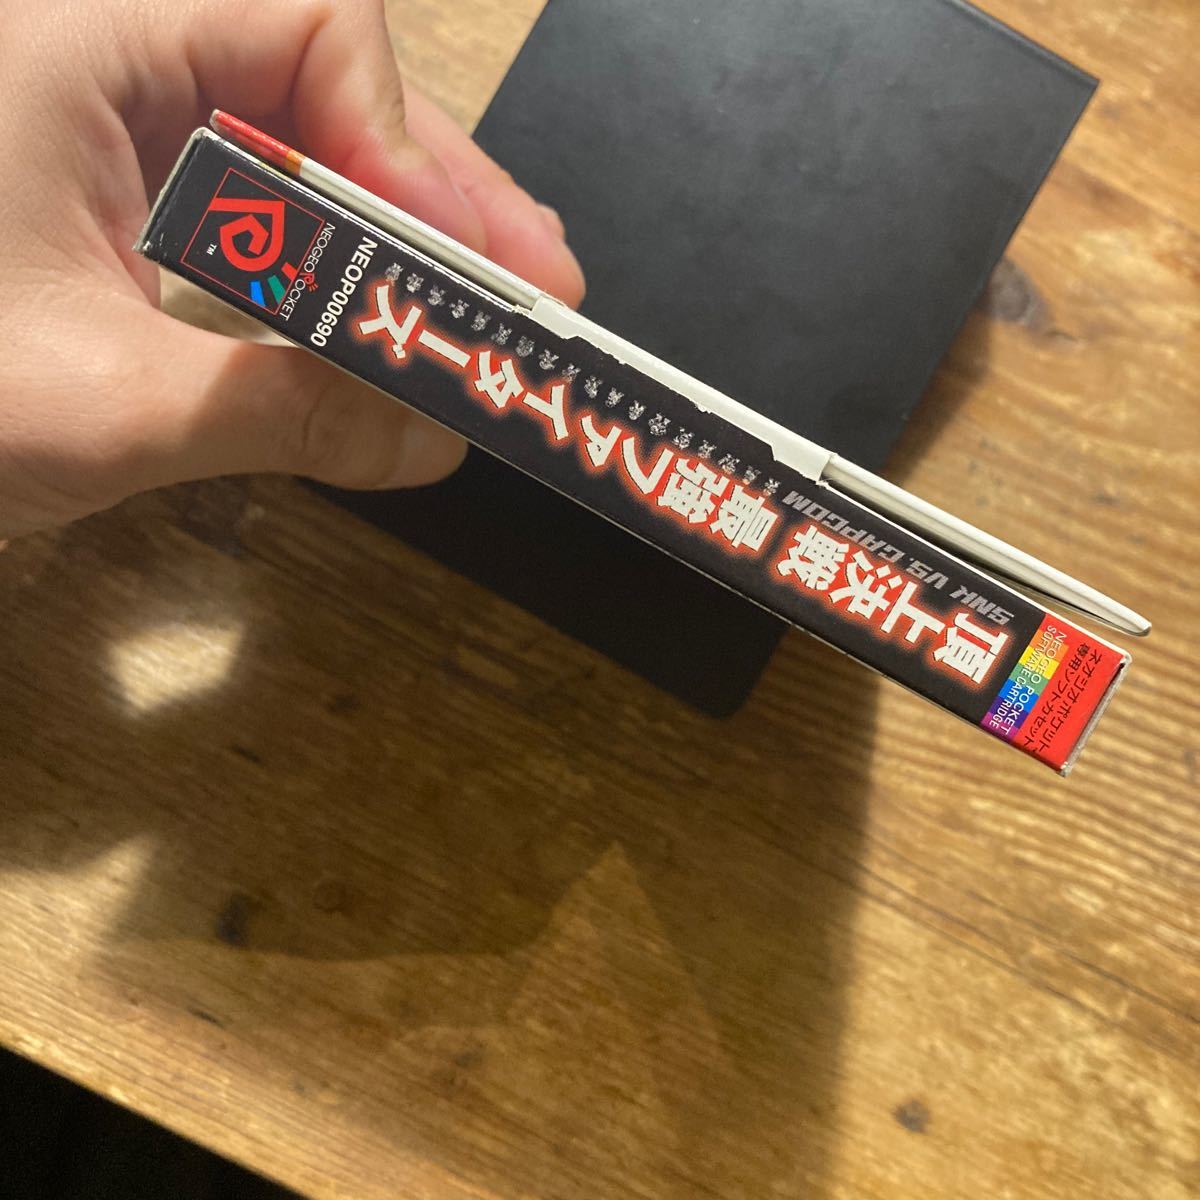 ネオジオポケット
専用ソフトカセット
NEOGEO POCKET
SOFTWARE CARTRIDGE
SNK VS. CAPCOM
頂上決戦 最強ファイターズ
NEOP00690
NEOGEO POCKET
TM